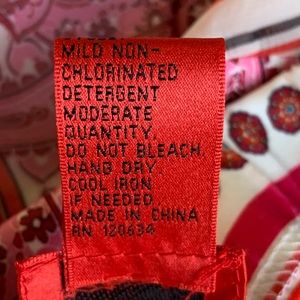 MILD NON-
CHLORINATED
DETERGENT
MODERATE
QUANTITY.
DO NOT BLEACH.
HAND DRY
COOL IRON
IF NEEDED
MADE IN CHINA
RN 120634